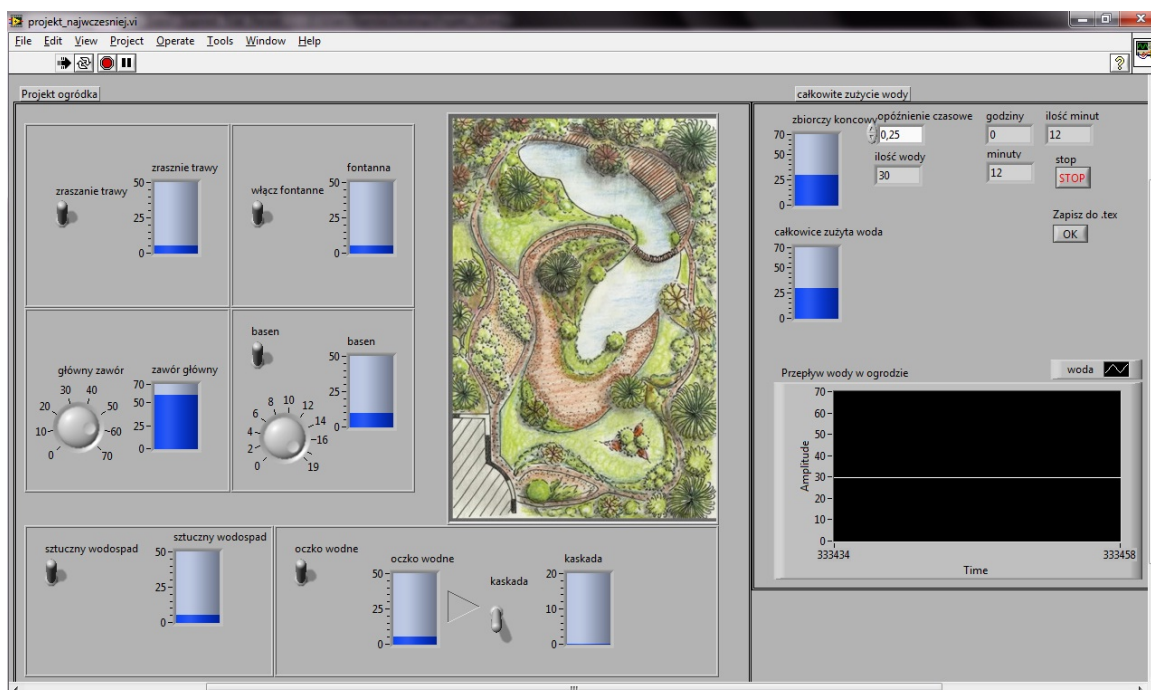 projekt_najwczesniej.vi
File Edit View Project Operate Tools Window Help
Projekt ogródka
całkowite zużycie wody
zraszanie trawy
zrasznie trawy
50
25
0
włącz fontanne
fontanna
50
25
0
główny zawór
0
10
20
30
40
50
60
70
zawór główny
70
50
25
0
basen
0
2
4
6
8
10
12
14
16
19
basen
50
25
0
sztuczny wodospad
sztuczny wodospad
50
25
0
oczko wodne
oczko wodne
50
25
0
kaskada
kaskada
20
10
0
zbiorczy koncowy
70
50
25
0
opóźnienie czasowe
0,25
godziny
0
ilość minut
12
ilość wody
30
minuty
12
stop
STOP
Zapisz do .tex
OK
całkowice zużyta woda
70
50
25
0
Przepływ wody w ogrodzie
woda
Amplitude
70
60
50
40
30
20
10
0
333434
333458
Time